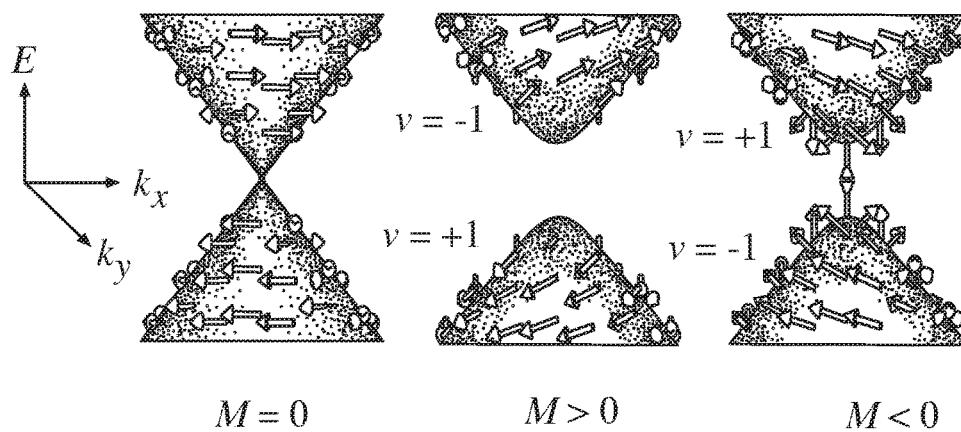 E
k_x
k_y
v = -1
v = +1
v = +1
v = -1
M = 0
M > 0
M < 0